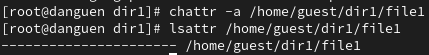 [root@danguen dir1]# chattr -a /home/guest/dir1/file1
[root@danguen dir1]# lsattr /home/guest/dir1/file1
---------------------- /home/guest/dir1/file1